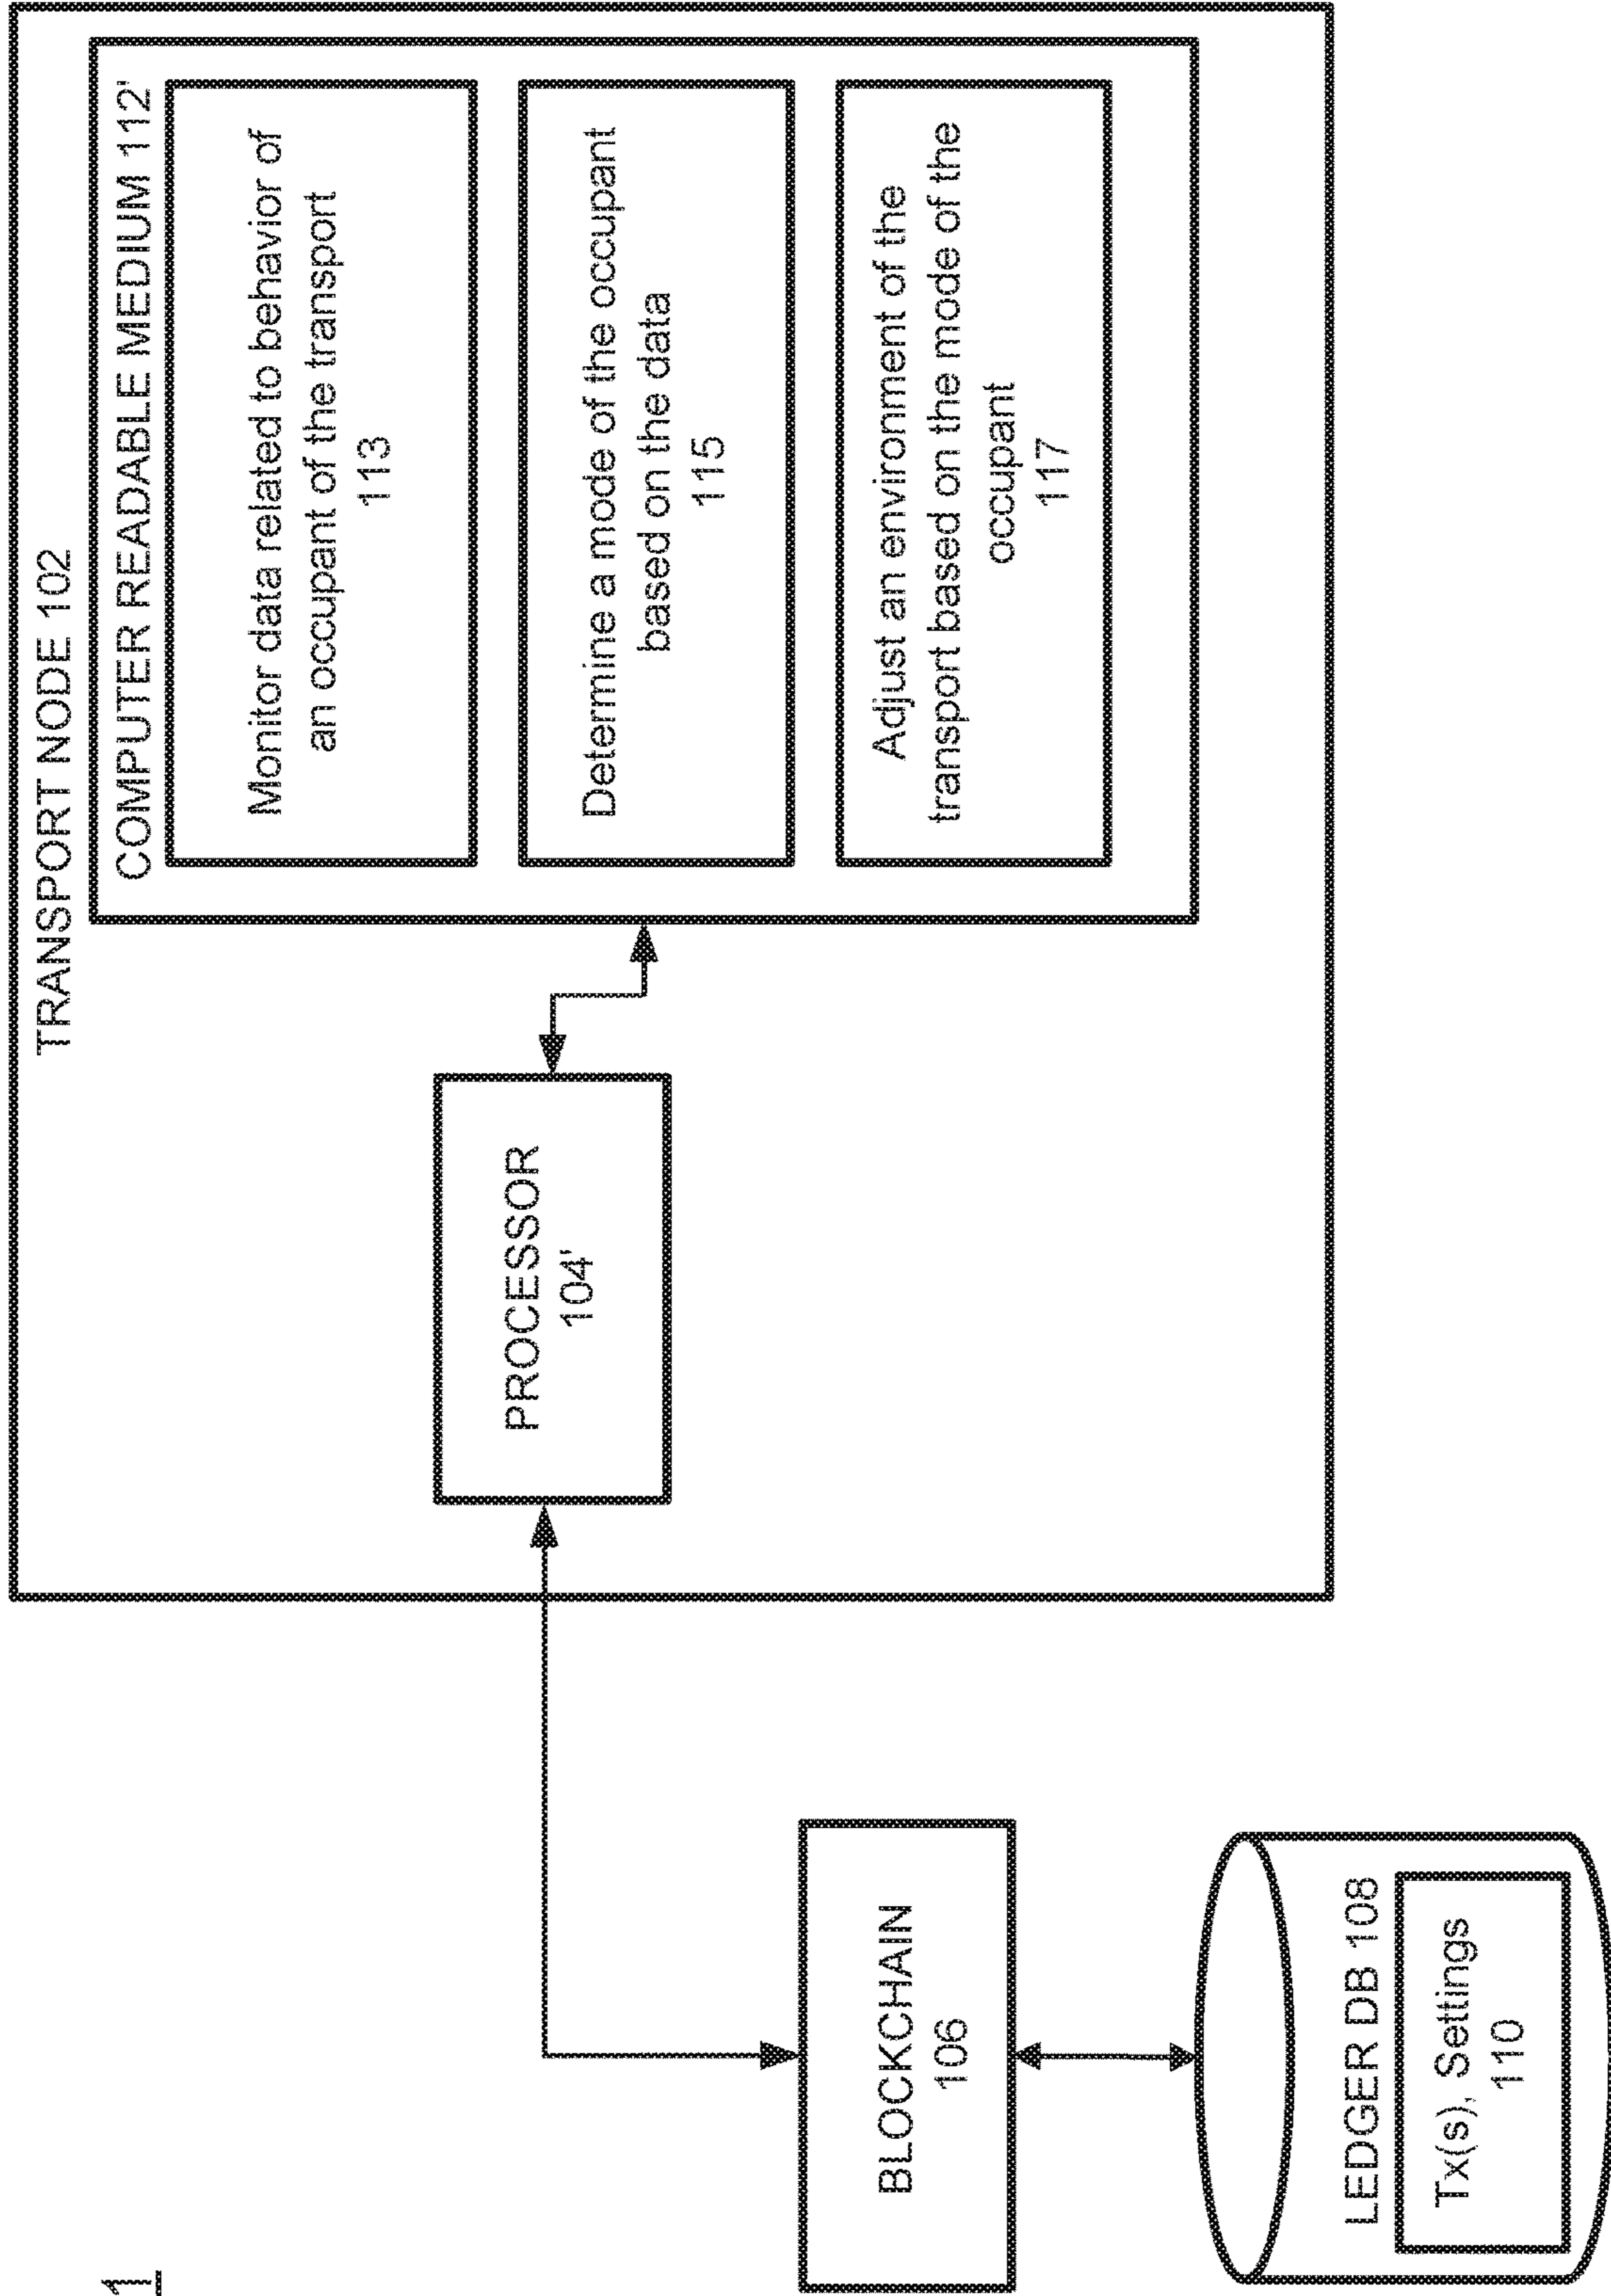 1
TRANSPORT NODE 102
COMPUTER READABLE MEDIUM 112'
Monitor data related to behavior of
an occupant of the transport
113
Determine a mode of the occupant
based on the data
115
Adjust an environment of the
transport based on the mode of the
occupant
117
PROCESSOR
104'
BLOCKCHAIN
106
LEDGER DB 108
Tx(s), Settings
110